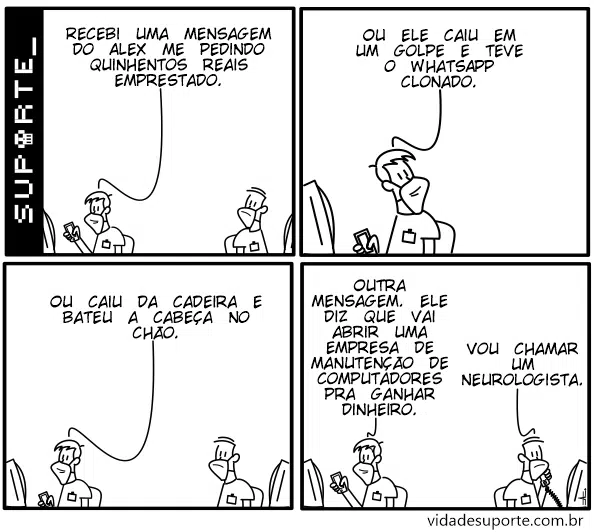 SUPORTE_
RECEBI UMA MENSAGEM
DO ALEX ME PEDINDO
QUINHENTOS REAIS
EMPRESTADO.
OU ELE CAIU EM
UM GOLPE E TEVE
O WHATSAPP
CLONADO.
OU CAIU DA CADEIRA E
BATEU A CABEÇA NO
CHÃO.
OUTRA
MENSAGEM. ELE
DIZ QUE VAI
ABRIR UMA
EMPRESA DE
MANUTENÇÃO DE
COMPUTADORES
PRA GANHAR
DINHEIRO.
VOU CHAMAR
UM
NEUROLOGISTA.
vidadesuporte.com.br